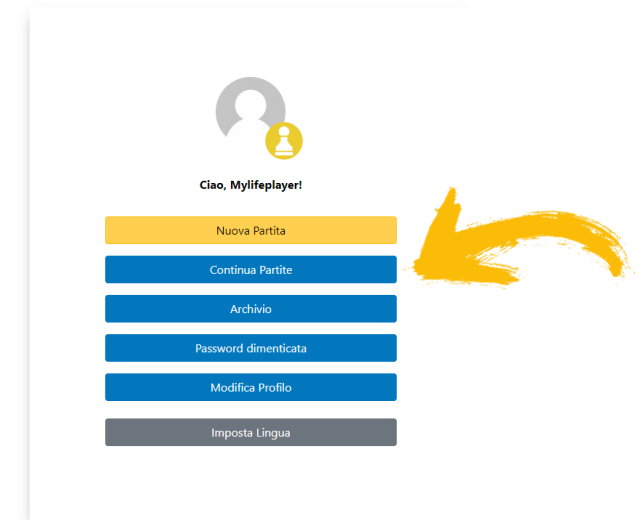 Ciao, Mylifeplayer!
Nuova Partita
Continua Partite
Archivio
Password dimenticata
Modifica Profilo
Imposta Lingua